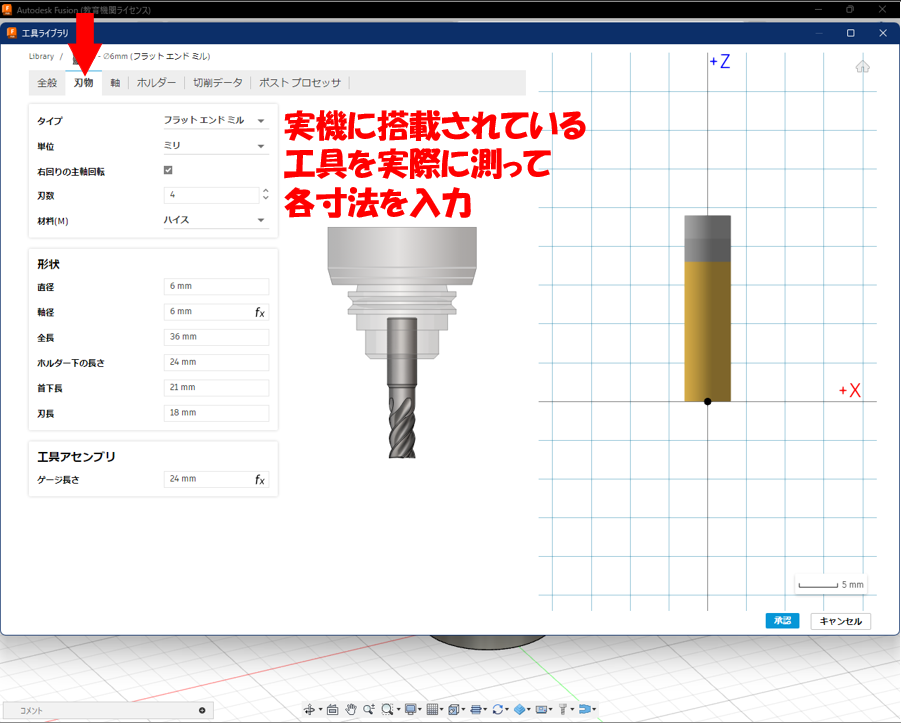 Autodesk Fusion (教育機関ライセンス)
工具ライブラリ
Library / - ∅6mm (フラット エンド ミル)
全般 刃物 軸 ホルダー 切削データ ポスト プロセッサ
実機に搭載されている
工具を実際に測って
各寸法を入力
タイプ フラット エンド ミル
単位 ミリ
右回りの主軸回転
刃数 4
材料(M) ハイス
形状
直径 6 mm
軸径 6 mm fx
全長 36 mm
ホルダー下の長さ 24 mm
首下長 21 mm
刃長 18 mm
工具アセンブリ
ゲージ長さ 24 mm fx
+Z
+X
5 mm
承認 キャンセル
コメント